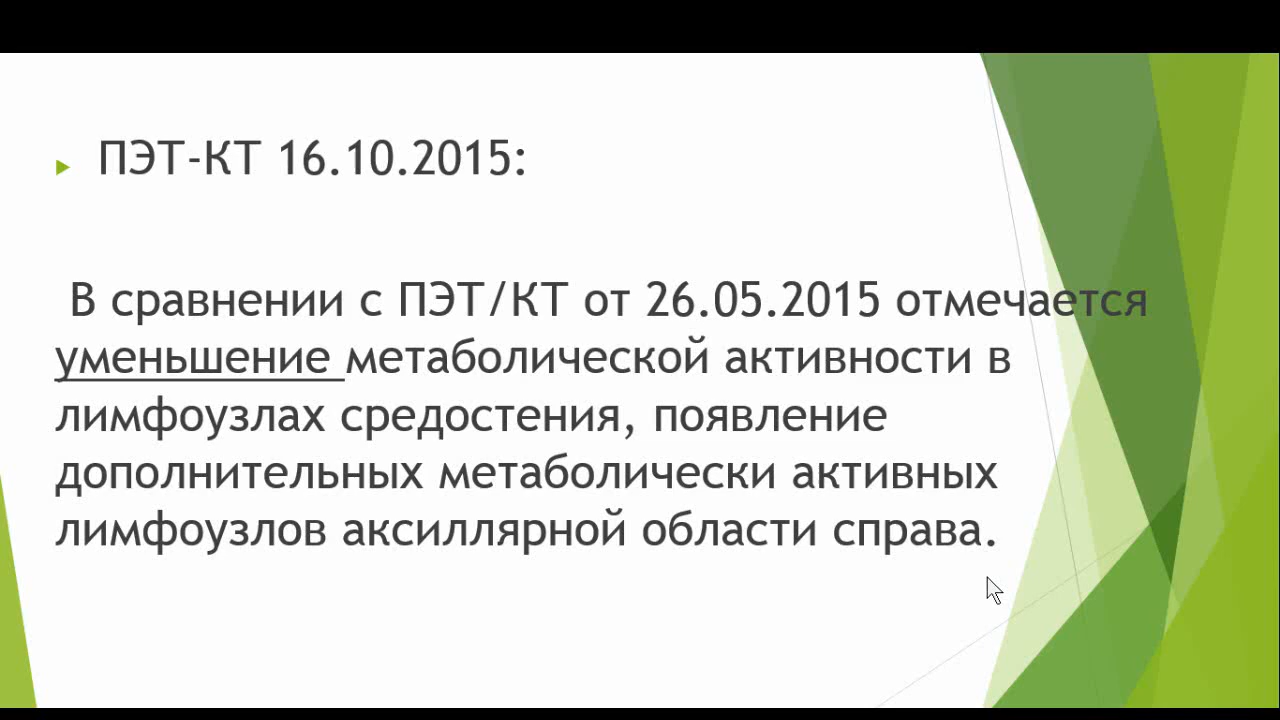 ПЭТ-КТ 16.10.2015:
В сравнении с ПЭТ/КТ от 26.05.2015 отмечается
уменьшение метаболической активности в
лимфоузлах средостения, появление
дополнительных метаболически активных
лимфоузлов аксиллярной области справа.